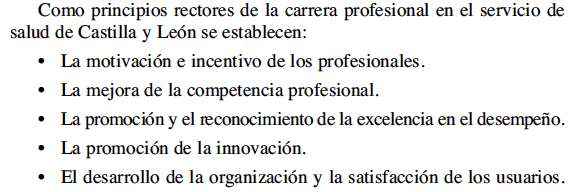 Como principios rectores de la carrera profesional en el servicio de
salud de Castilla y León se establecen:
• La motivación e incentivo de los profesionales.
• La mejora de la competencia profesional.
• La promoción y el reconocimiento de la excelencia en el desempeño.
• La promoción de la innovación.
• El desarrollo de la organización y la satisfacción de los usuarios.